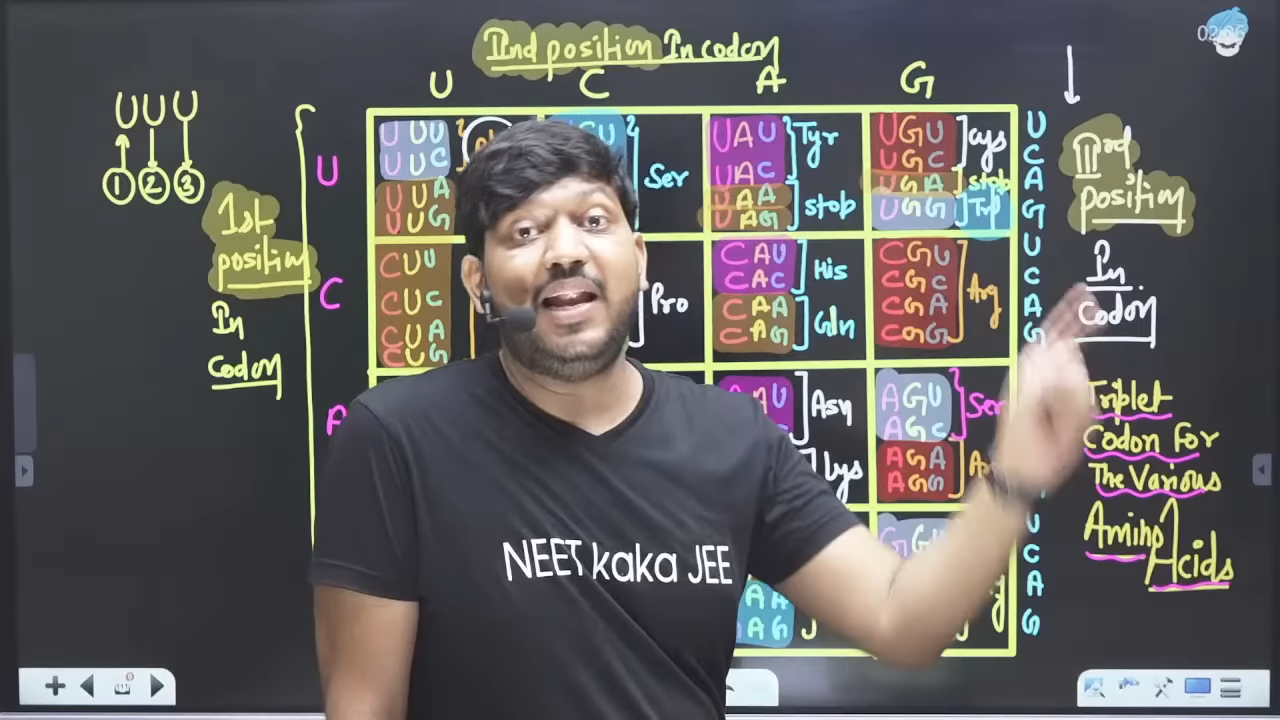 02:06
IInd position In codon
U C A G
UUU
1 2 3
1st
position
In
codon
U
C
A
UUU
UUC
UUA
UUG
Ser
UAU
UAC
Tyr
UAA
UAG
stop
UGU
UGC
Cys
UGA
stop
UGG
Trp
CUU
CUC
CUA
CUG
Pro
CAU
CAC
His
CAA
CAG
Gln
CGU
CGC
CGA
CGG
Arg
Asn
Lys
AGU
AGC
Ser
AGA
AGG
U
C
A
G
U
C
A
G
U
C
A
G
IIIrd
position
In
codon
Triplet
Codon For
The Various
Amino
Acids
NEET kaka JEE